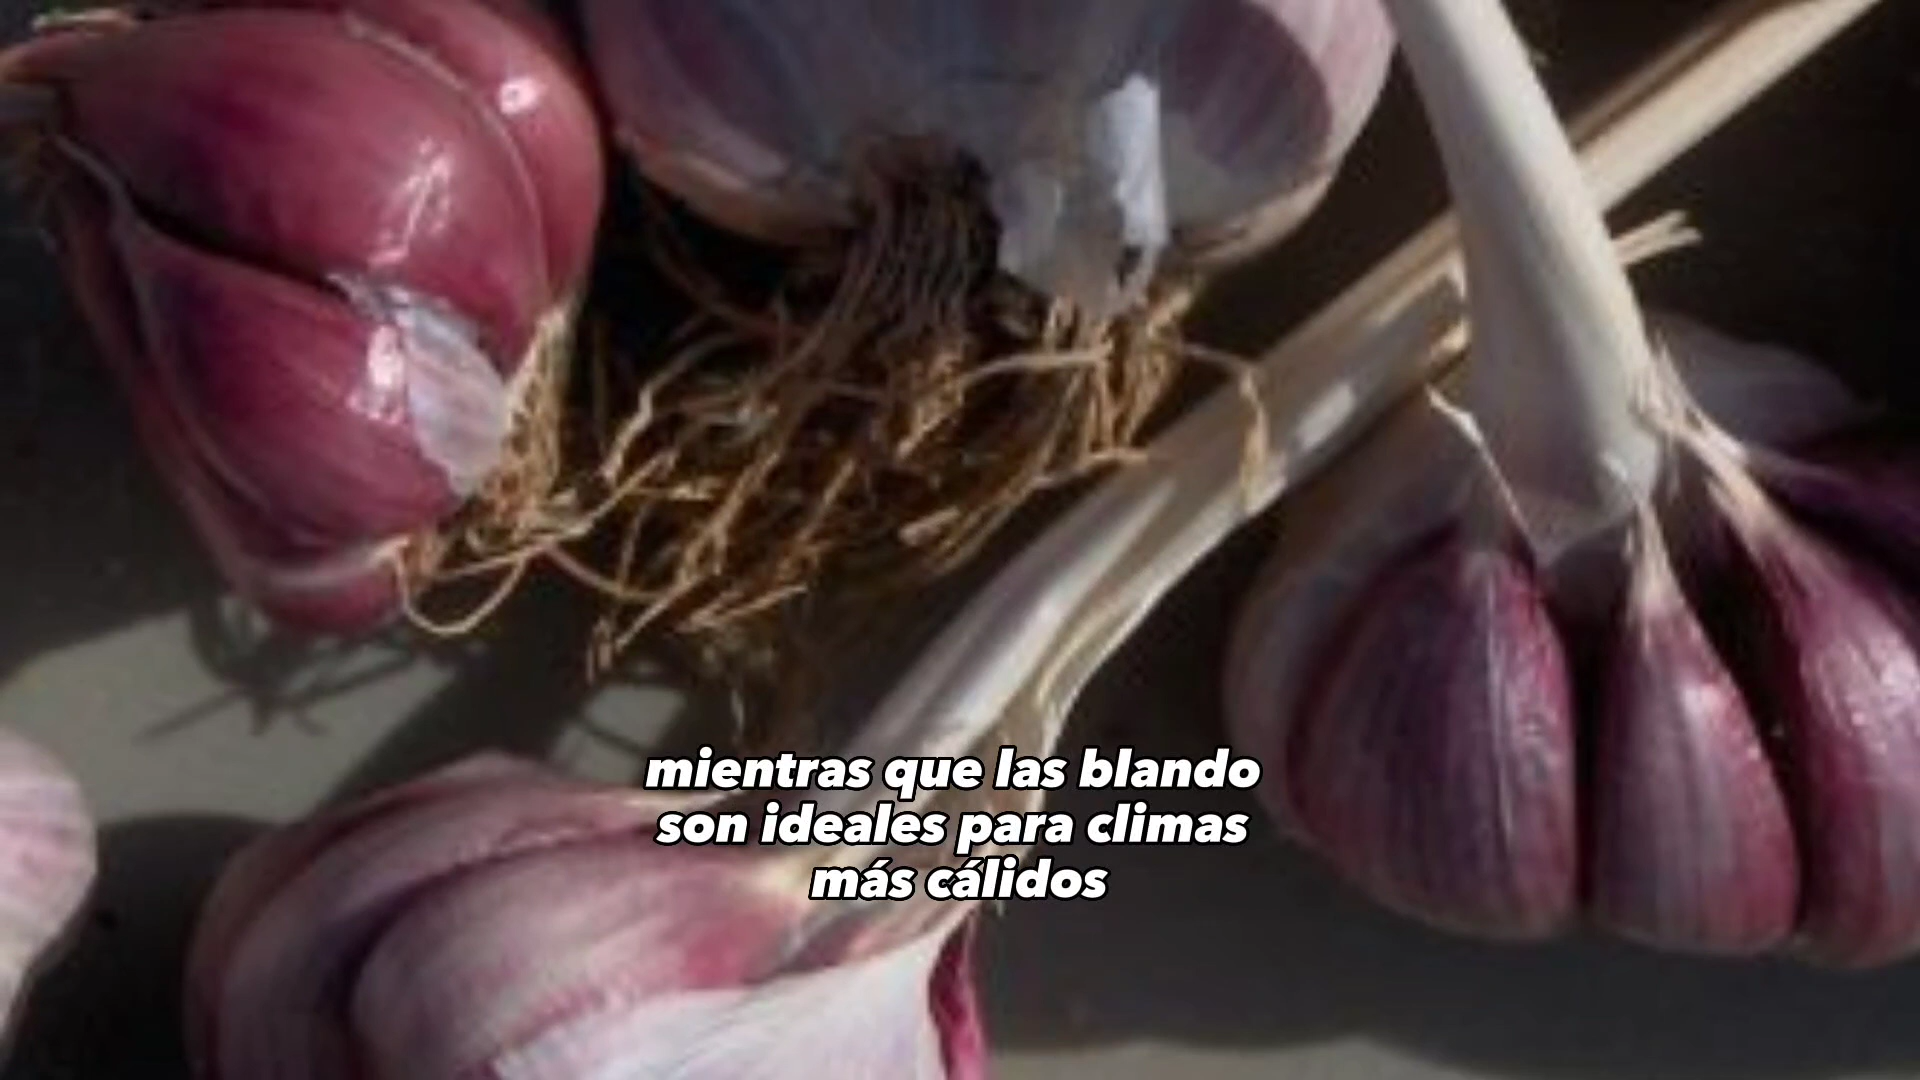 mientras que las blando
son ideales para climas
más cálidos